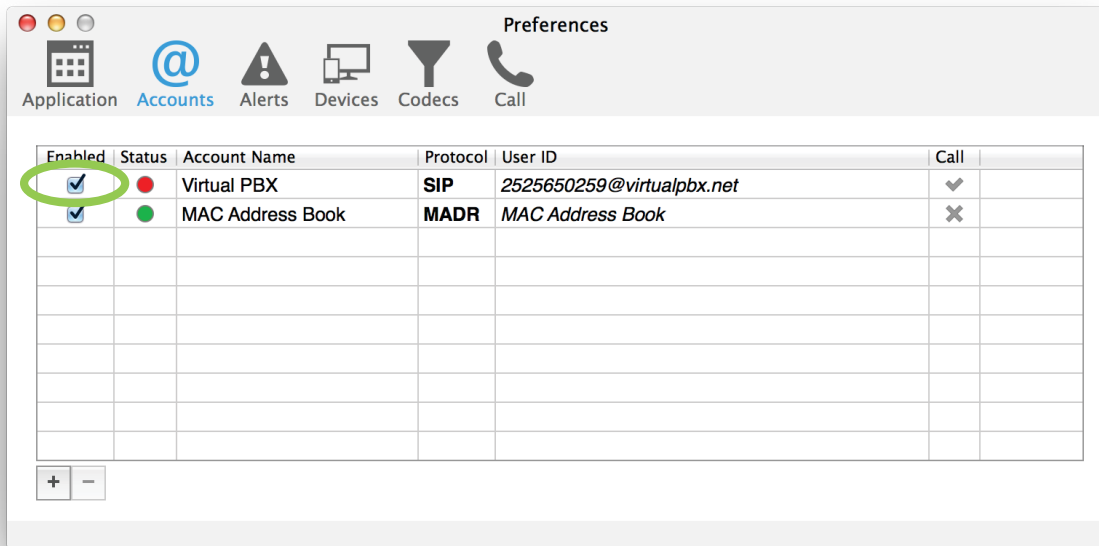 Preferences
Application Accounts Alerts Devices Codecs Call
Enabled Status Account Name Protocol User ID Call
Virtual PBX SIP 2525650259@virtualpbx.net
MAC Address Book MADR MAC Address Book
+ −